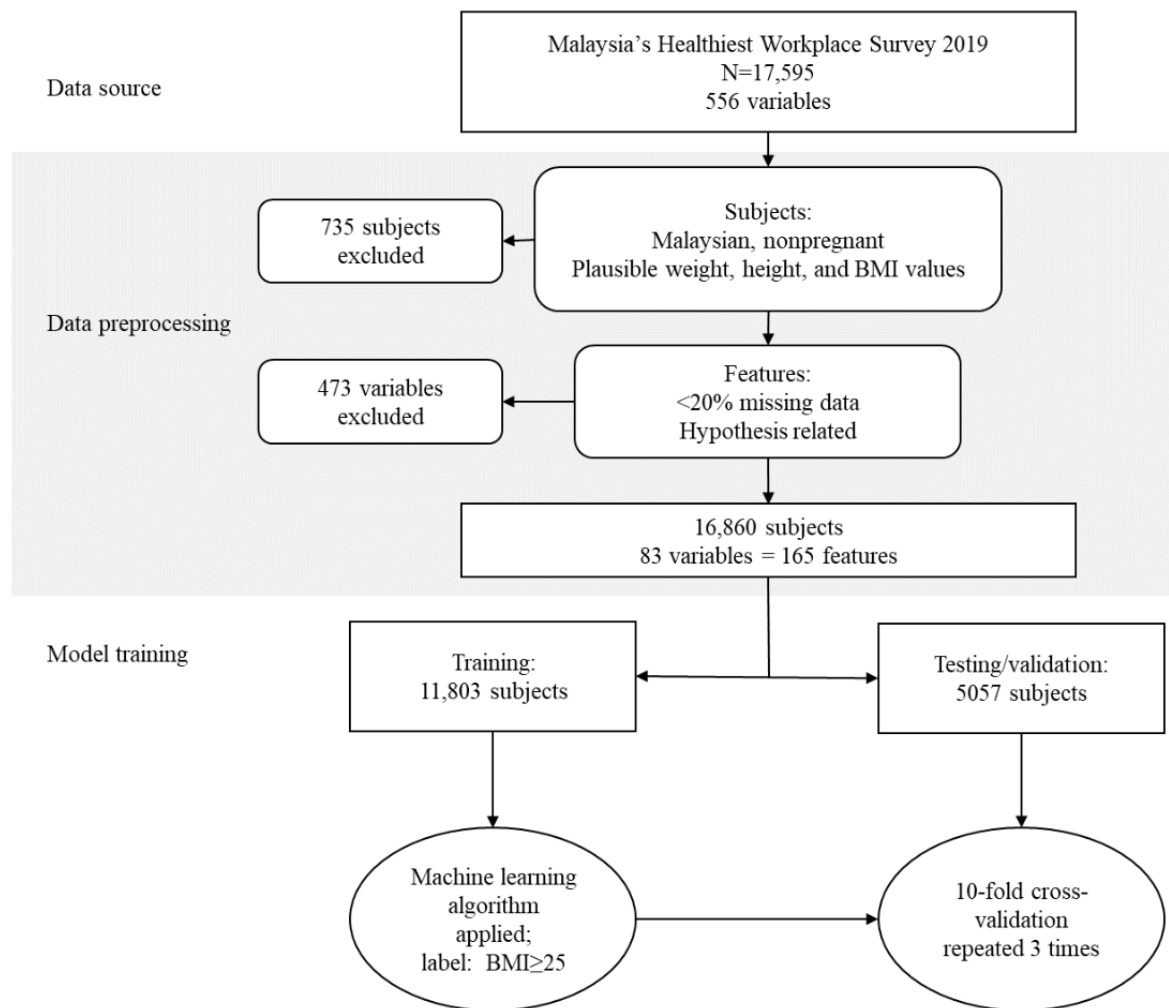 Malaysia's Healthiest Workplace Survey 2019
N=17,595
556 variables
Data source
Subjects:
Malaysian, nonpregnant
Plausible weight, height, and BMI values
735 subjects
excluded
Data preprocessing
Features:
<20% missing data
Hypothesis related
473 variables
excluded
16,860 subjects
83 variables = 165 features
Model training
Training:
11,803 subjects
Testing/validation:
5057 subjects
Machine learning
algorithm
applied;
label: BMI≥25
10-fold cross-
validation
repeated 3 times